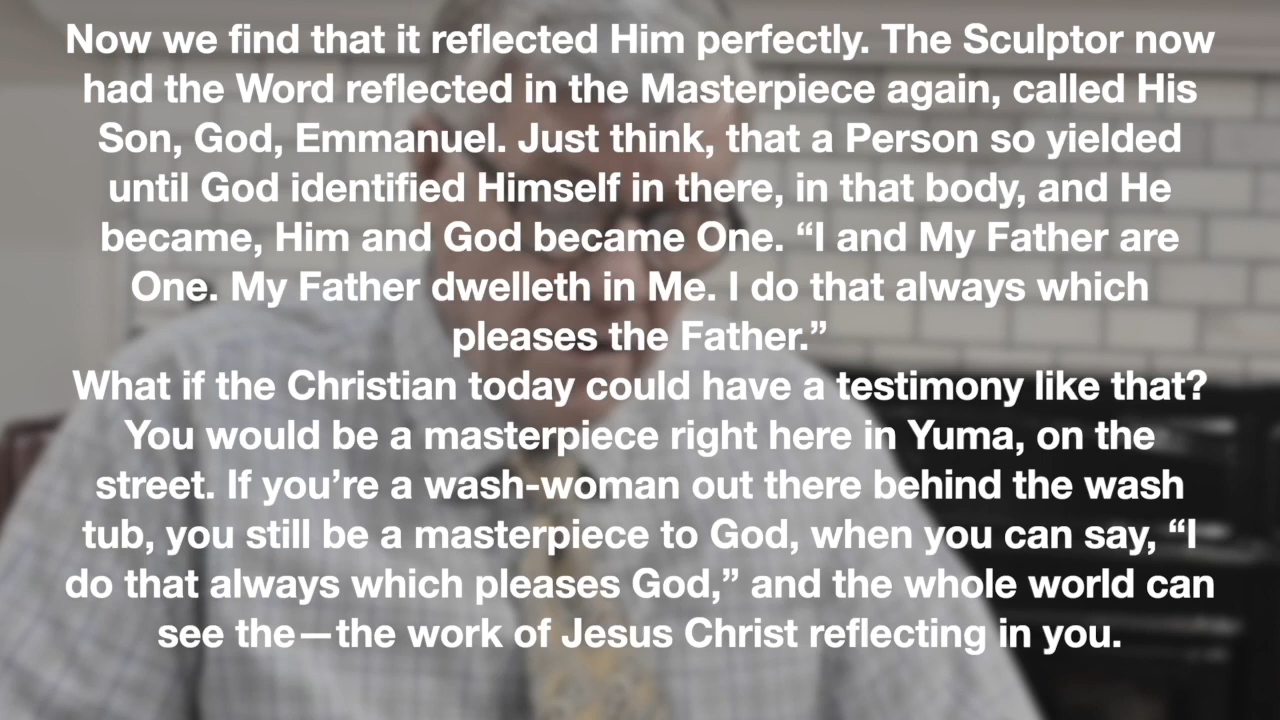 Now we find that it reflected Him perfectly. The Sculptor now
had the Word reflected in the Masterpiece again, called His
Son, God, Emmanuel. Just think, that a Person so yielded
until God identified Himself in there, in that body, and He
became, Him and God became One. “I and My Father are
One. My Father dwelleth in Me. I do that always which
pleases the Father.”
What if the Christian today could have a testimony like that?
You would be a masterpiece right here in Yuma, on the
street. If you’re a wash-woman out there behind the wash
tub, you still be a masterpiece to God, when you can say, “I
do that always which pleases God,” and the whole world can
see the—the work of Jesus Christ reflecting in you.